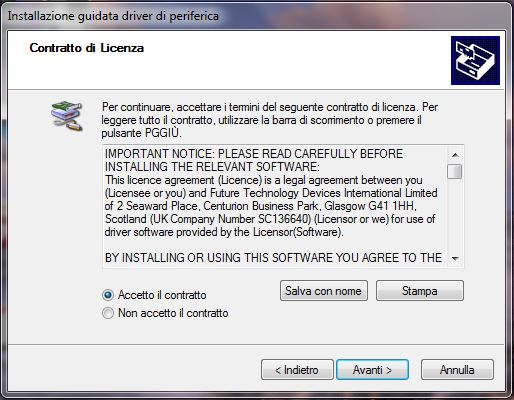 Installazione guidata driver di periferica
Contratto di Licenza
Per continuare, accettare i termini del seguente contratto di licenza. Per
leggere tutto il contratto, utilizzare la barra di scorrimento o premere il
pulsante PGGIÙ.
IMPORTANT NOTICE: PLEASE READ CAREFULLY BEFORE
INSTALLING THE RELEVANT SOFTWARE:
This licence agreement (Licence) is a legal agreement between you
(Licensee or you) and Future Technology Devices International Limited
of 2 Seaward Place, Centurion Business Park, Glasgow G41 1HH,
Scotland (UK Company Number SC136640) (Licensor or we) for use of
driver software provided by the Licensor(Software).
BY INSTALLING OR USING THIS SOFTWARE YOU AGREE TO THE
Accetto il contratto
Salva con nome
Stampa
Non accetto il contratto
< Indietro
Avanti >
Annulla